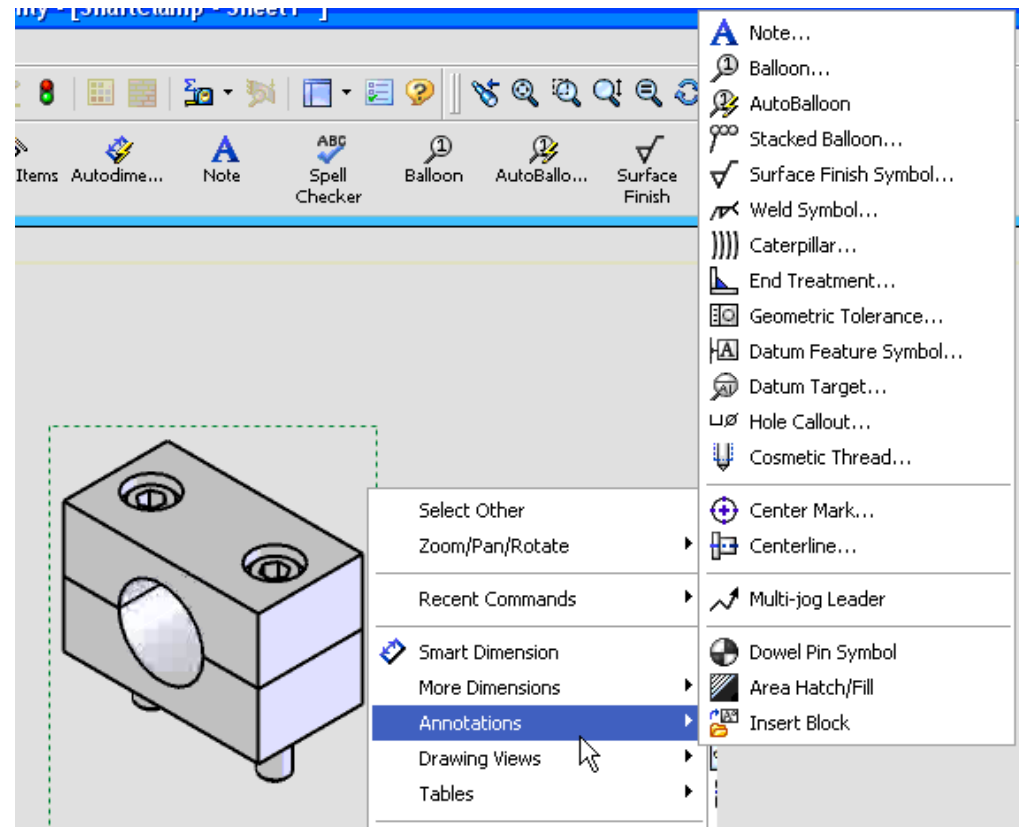 Note...
Balloon...
AutoBalloon
Stacked Balloon...
Surface Finish Symbol...
Weld Symbol...
Caterpillar...
End Treatment...
Geometric Tolerance...
Datum Feature Symbol...
Datum Target...
Hole Callout...
Cosmetic Thread...
Center Mark...
Centerline...
Multi-jog Leader
Dowel Pin Symbol
Area Hatch/Fill
Insert Block
Items Autodime... Note Spell Checker Balloon AutoBallo... Surface Finish
Select Other
Zoom/Pan/Rotate
Recent Commands
Smart Dimension
More Dimensions
Annotations
Drawing Views
Tables